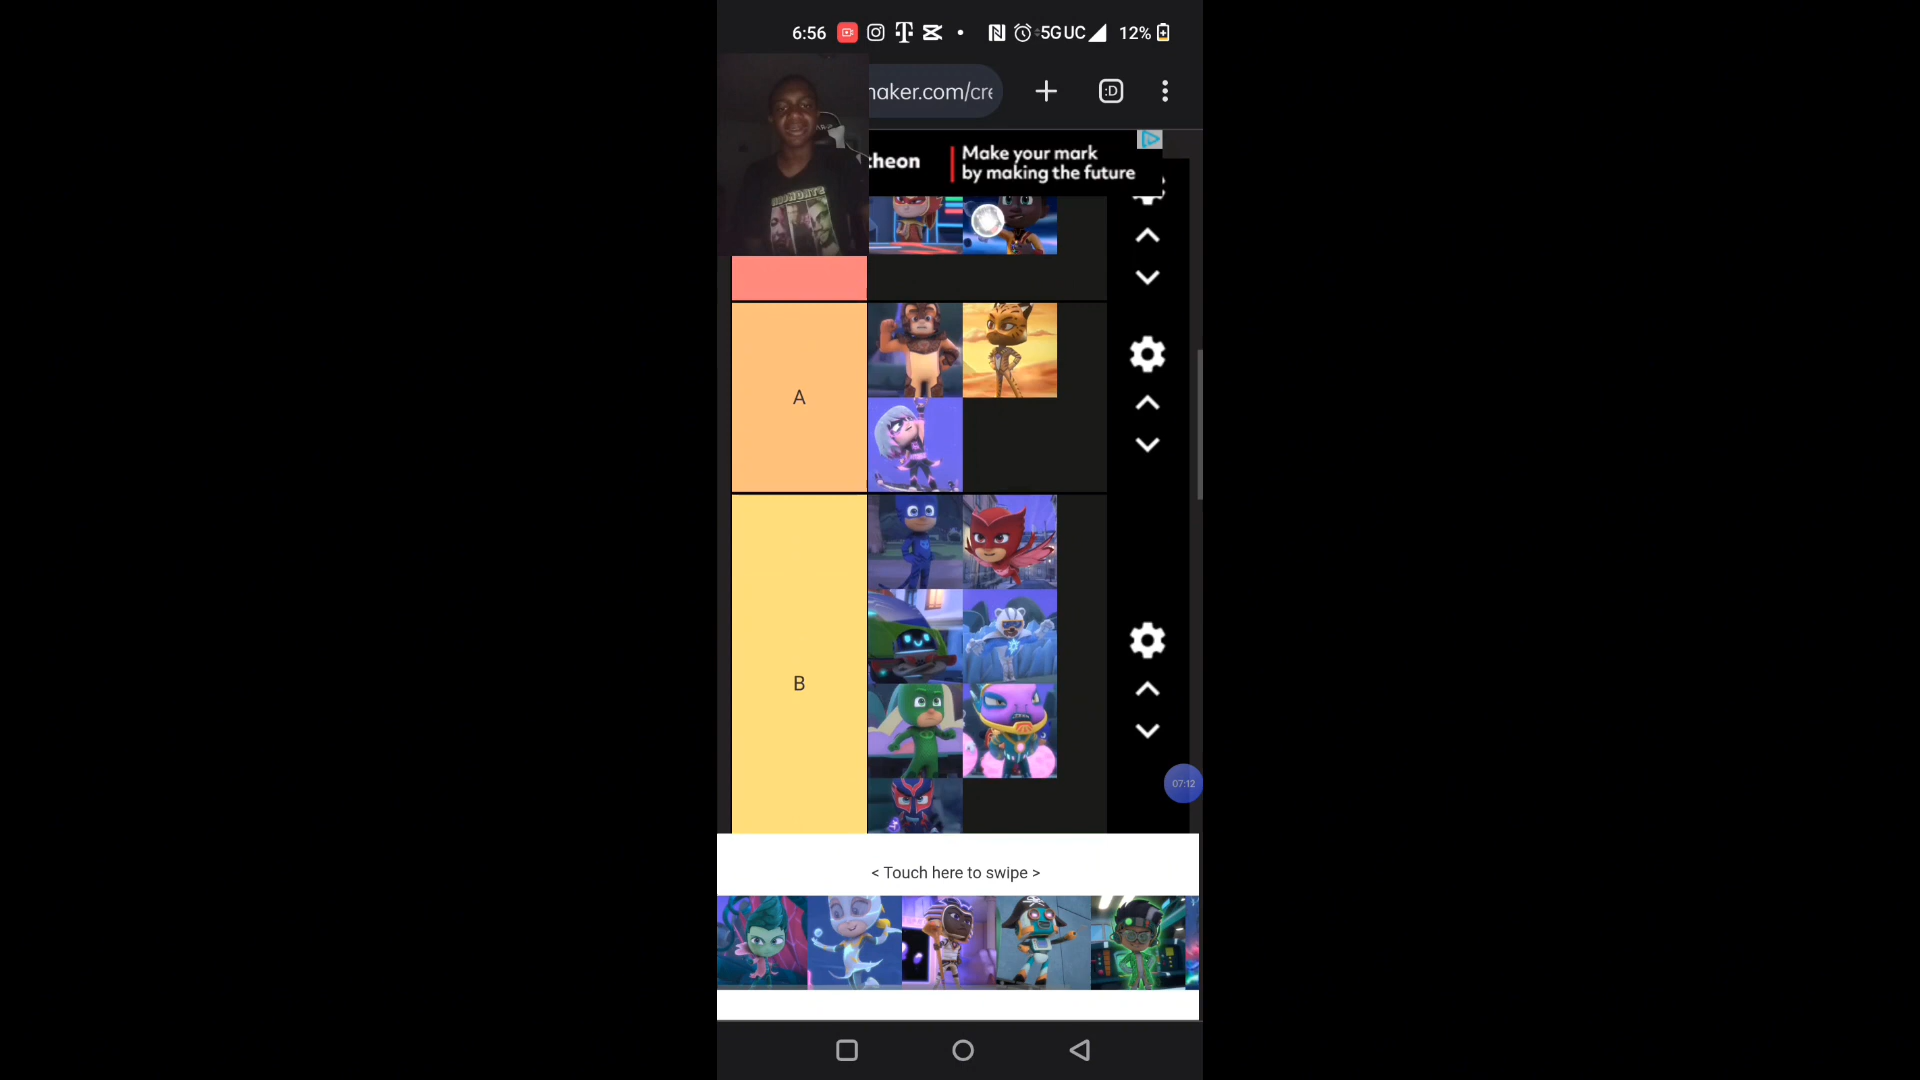 6:56
5G UC
12%
naker.com/cre
:D
theon
Make your mark
by making the future
A
B
07:12
< Touch here to swipe >